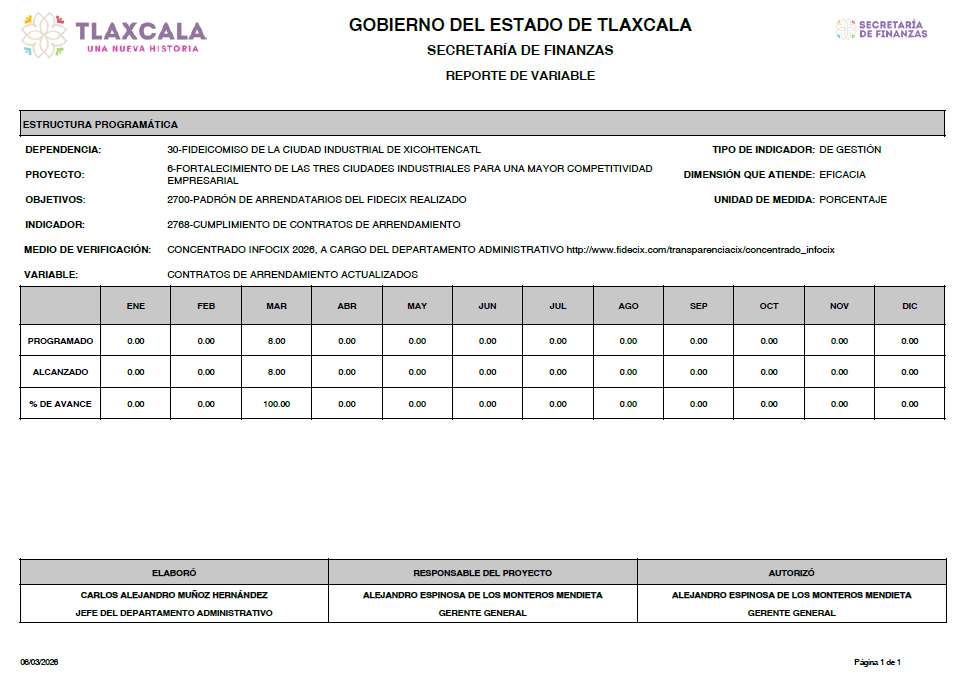 TLAXCALA
UNA NUEVA HISTORIA
GOBIERNO DEL ESTADO DE TLAXCALA
SECRETARÍA DE FINANZAS
REPORTE DE VARIABLE
SECRETARÍA
DE FINANZAS
ESTRUCTURA PROGRAMÁTICA
DEPENDENCIA: 30-FIDEICOMISO DE LA CIUDAD INDUSTRIAL DE XICOHTENCATL TIPO DE INDICADOR: DE GESTIÓN
PROYECTO: 6-FORTALECIMIENTO DE LAS TRES CIUDADES INDUSTRIALES PARA UNA MAYOR COMPETITIVIDAD
EMPRESARIAL DIMENSIÓN QUE ATIENDE: EFICACIA
OBJETIVOS: 2700-PADRÓN DE ARRENDATARIOS DEL FIDECIX REALIZADO UNIDAD DE MEDIDA: PORCENTAJE
INDICADOR: 2768-CUMPLIMIENTO DE CONTRATOS DE ARRENDAMIENTO
MEDIO DE VERIFICACIÓN: CONCENTRADO INFOCIX 2026, A CARGO DEL DEPARTAMENTO ADMINISTRATIVO http://www.fidecix.com/transparenciacix/concentrado_infocix
VARIABLE: CONTRATOS DE ARRENDAMIENTO ACTUALIZADOS
ENE FEB MAR ABR MAY JUN JUL AGO SEP OCT NOV DIC
PROGRAMADO 0.00 0.00 8.00 0.00 0.00 0.00 0.00 0.00 0.00 0.00 0.00 0.00
ALCANZADO 0.00 0.00 8.00 0.00 0.00 0.00 0.00 0.00 0.00 0.00 0.00 0.00
% DE AVANCE 0.00 0.00 100.00 0.00 0.00 0.00 0.00 0.00 0.00 0.00 0.00 0.00
ELABORÓ RESPONSABLE DEL PROYECTO AUTORIZÓ
CARLOS ALEJANDRO MUÑOZ HERNÁNDEZ ALEJANDRO ESPINOSA DE LOS MONTEROS MENDIETA ALEJANDRO ESPINOSA DE LOS MONTEROS MENDIETA
JEFE DEL DEPARTAMENTO ADMINISTRATIVO GERENTE GENERAL GERENTE GENERAL
06/03/2026 Página 1 de 1